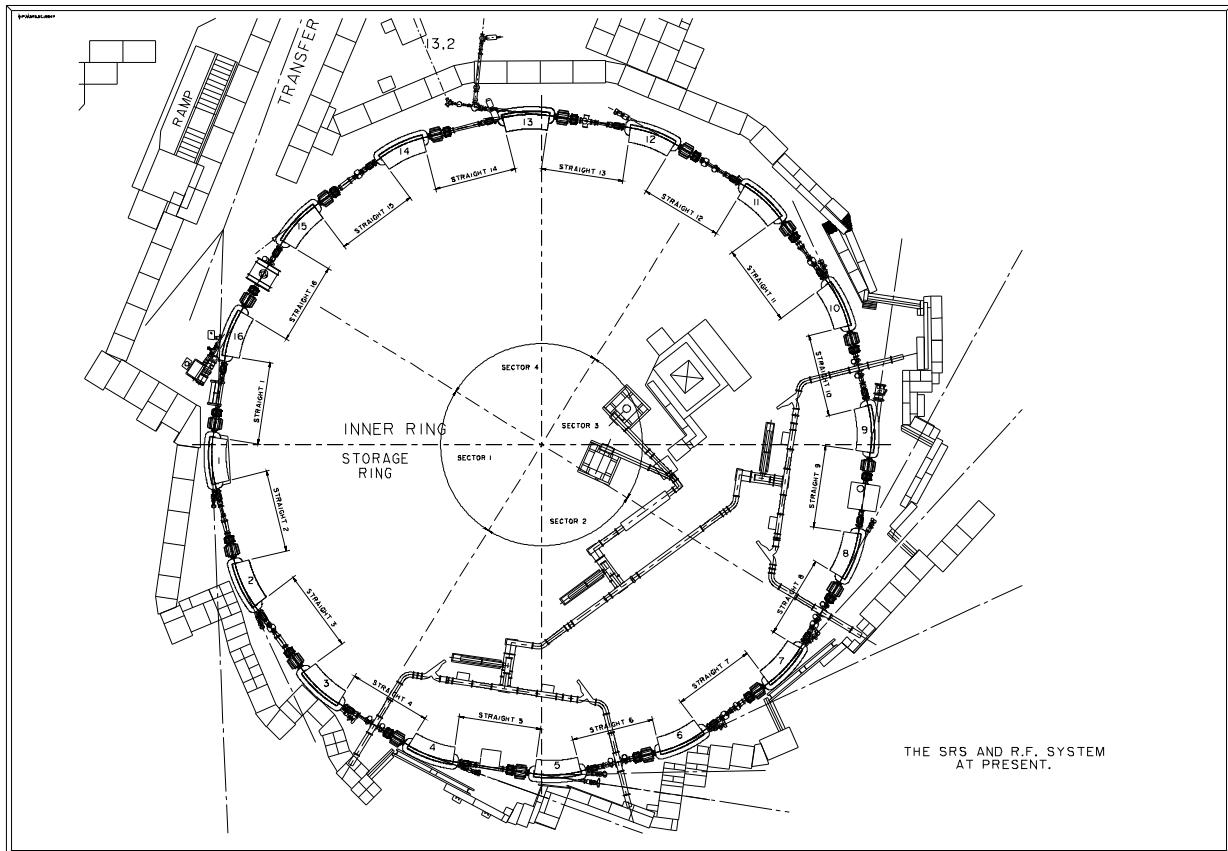 13.2
TRANSFER
RAMP
13
12
14
STRAIGHT 14
STRAIGHT 13
11
STRAIGHT 15
STRAIGHT 12
15
STRAIGHT 16
STRAIGHT 11
10
16
STRAIGHT 1
STRAIGHT 10
SECTOR 4
SECTOR 3
INNER RING
9
STORAGE
RING
SECTOR 1
1
STRAIGHT 9
STRAIGHT 2
SECTOR 2
8
2
STRAIGHT 3
STRAIGHT 8
7
3
STRAIGHT 4
STRAIGHT 7
STRAIGHT 5
STRAIGHT 6
6
4
5
THE SRS AND R.F. SYSTEM
AT PRESENT.